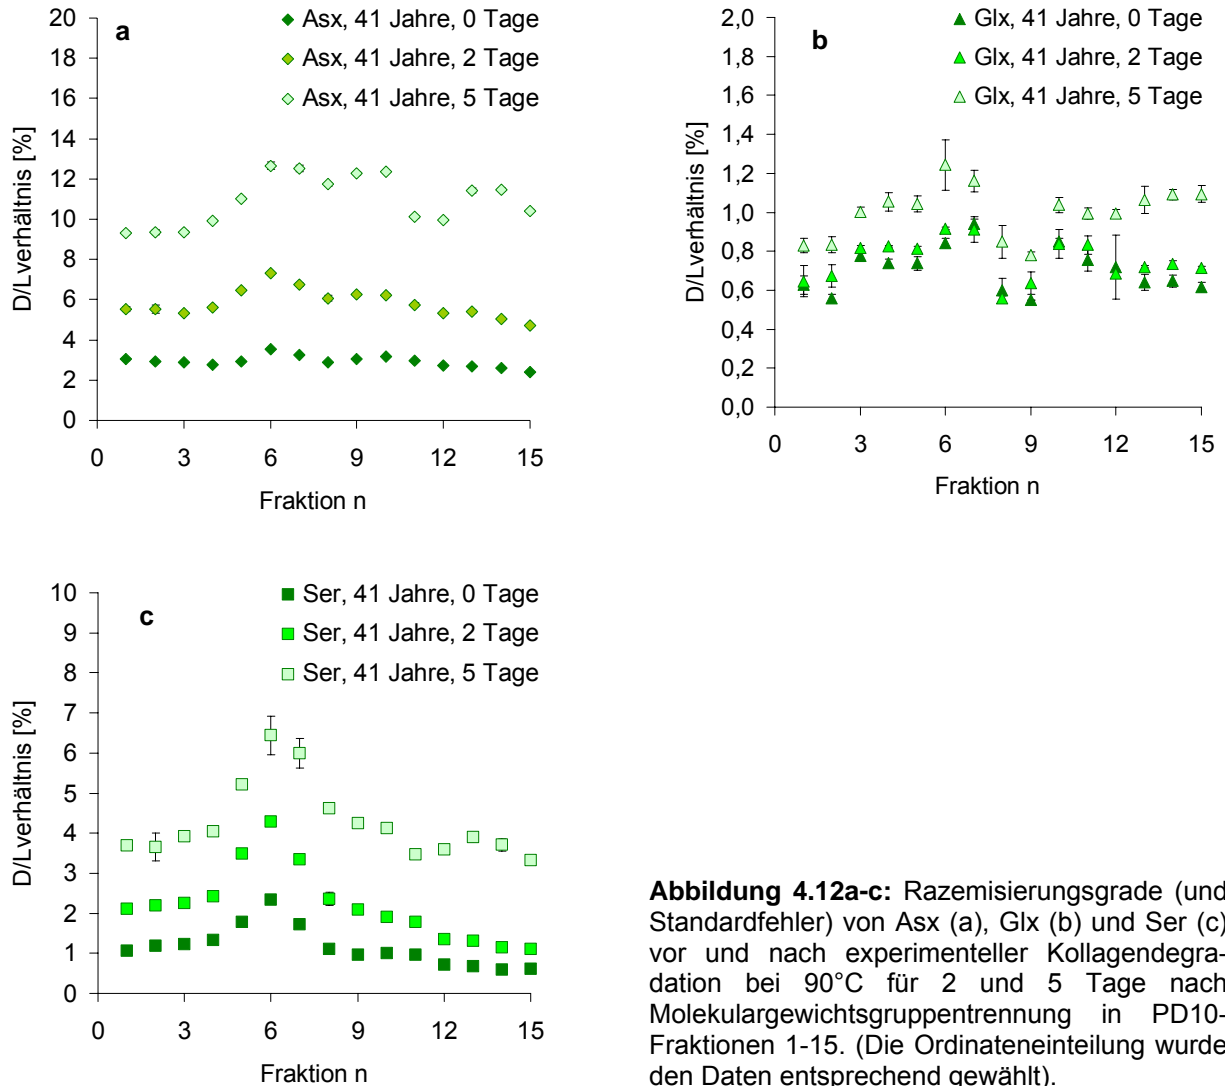 a
Asx, 41 Jahre, 0 Tage
Asx, 41 Jahre, 2 Tage
Asx, 41 Jahre, 5 Tage
D/Lverhältnis [%]
20
18
16
14
12
10
8
6
4
2
0
0 3 6 9 12 15
Fraktion n
b
Glx, 41 Jahre, 0 Tage
Glx, 41 Jahre, 2 Tage
Glx, 41 Jahre, 5 Tage
D/Lverhältnis [%]
2,0
1,8
1,6
1,4
1,2
1,0
0,8
0,6
0,4
0,2
0,0
0 3 6 9 12 15
Fraktion n
c
Ser, 41 Jahre, 0 Tage
Ser, 41 Jahre, 2 Tage
Ser, 41 Jahre, 5 Tage
D/Lverhältnis [%]
10
9
8
7
6
5
4
3
2
1
0
0 3 6 9 12 15
Fraktion n
Abbildung 4.12a-c: Razemisierungsgrade (und
Standardfehler) von Asx (a), Glx (b) und Ser (c)
vor und nach experimenteller Kollagendegra-
dation bei 90°C für 2 und 5 Tage nach
Molekulargewichtsgruppentrennung in PD10-
Fraktionen 1-15. (Die Ordinateneinteilung wurde
den Daten entsprechend gewählt).